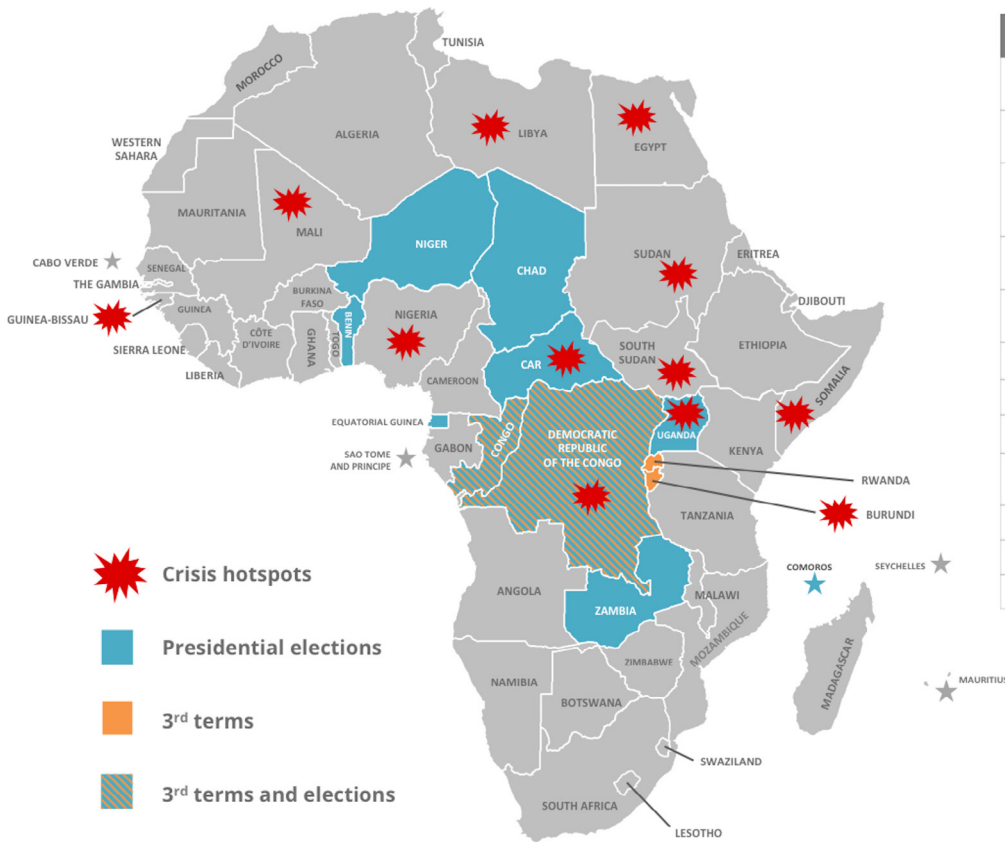 TUNISIA
MOROCCO
ALGERIA
LIBYA
EGYPT
WESTERN
SAHARA
MAURITANIA
MALI
NIGER
CHAD
SUDAN
ERITREA
CABO VERDE
SENEGAL
THE GAMBIA
GUINEA-BISSAU
GUINEA
BURKINA
FASO
BENIN
NIGERIA
DJIBOUTI
SIERRA LEONE
CÔTE
D'IVOIRE
GHANA
TOGO
LIBERIA
CAMEROON
CAR
SOUTH
SUDAN
ETHIOPIA
SOMALIA
EQUATORIAL GUINEA
SAO TOME
AND PRINCIPE
GABON
CONGO
DEMOCRATIC
REPUBLIC
OF THE CONGO
UGANDA
KENYA
RWANDA
BURUNDI
TANZANIA
COMOROS
SEYCHELLES
ANGOLA
ZAMBIA
MALAWI
MOZAMBIQUE
ZIMBABWE
NAMIBIA
BOTSWANA
MADAGASCAR
MAURITIUS
SWAZILAND
SOUTH AFRICA
LESOTHO
Crisis hotspots
Presidential elections
3rd terms
3rd terms and elections